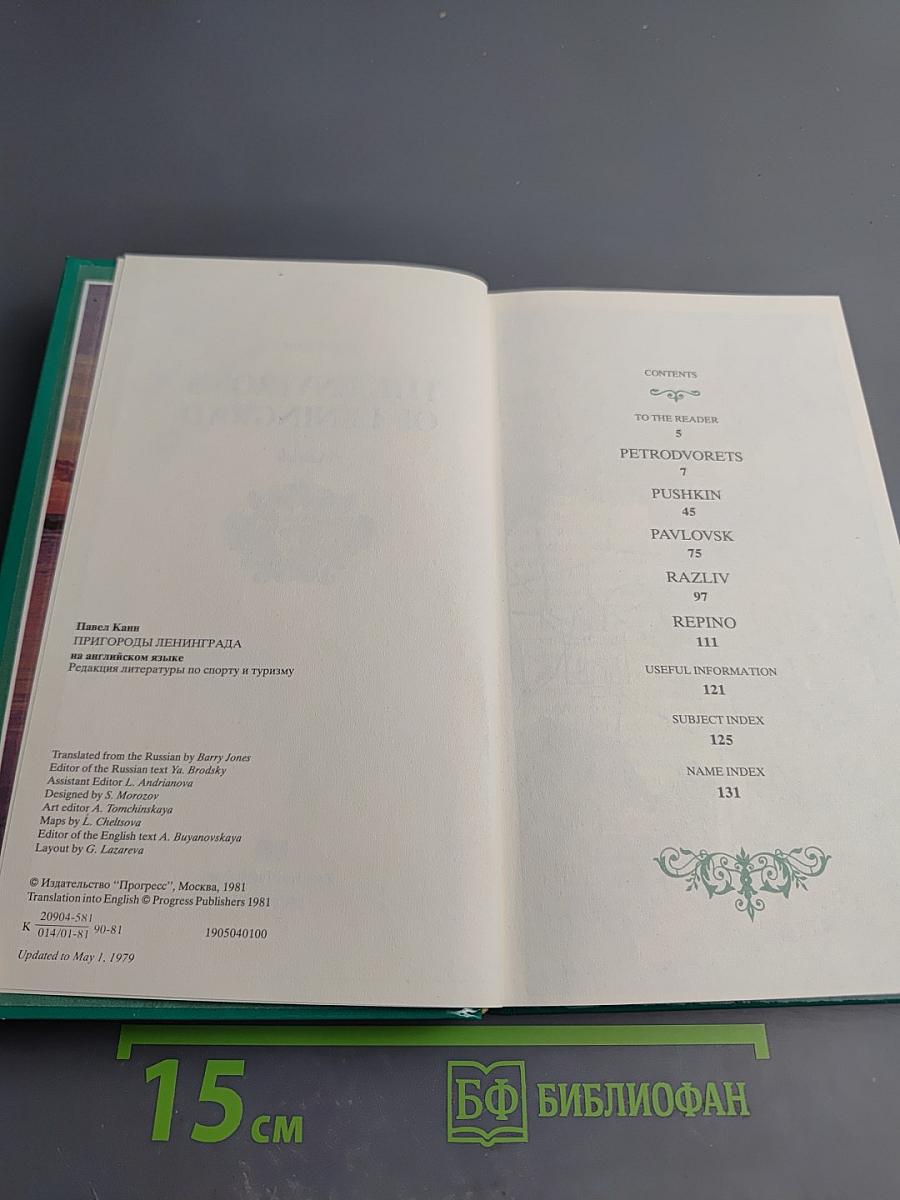 Павел Канн
ПРИГОРОДЫ ЛЕНИНГРАДА
на английском языке
Редакция литературы по спорту и туризму
Translated from the Russian by Barry Jones
Editor of the Russian text Ya. Brodsky
Assistant Editor L. Andrianova
Designed by S. Morozov
Art editor A. Tomchinskaya
Maps by L. Cheltsova
Editor of the English text A. Buyanovskaya
Layout by G. Lazareva
© Издательство "Прогресс", Москва, 1981
Translation into English © Progress Publishers 1981
К 20904-581
014/01-81 90-81 1905040100
Updated to May 1, 1979
CONTENTS
TO THE READER
5
PETRODVORETS
7
PUSHKIN
45
PAVLOVSK
75
RAZLIV
97
REPINO
111
USEFUL INFORMATION
121
SUBJECT INDEX
125
NAME INDEX
131
15 см
БФ БИБЛИОФАН